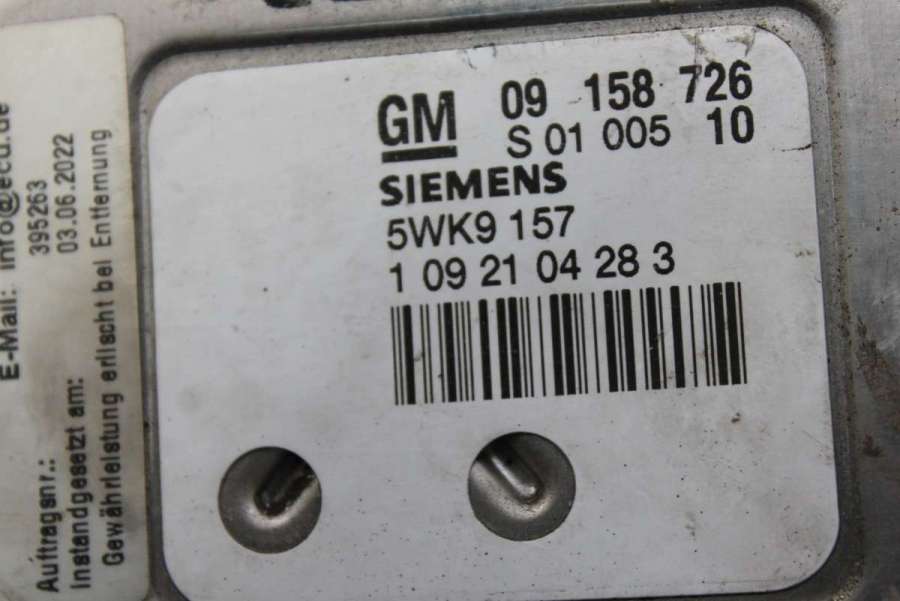 GM 09 158 726
S 01 005 10
SIEMENS
5WK9 157
1 09 21 04 28 3
E-Mail: info@ecu.de
Auftragsnr.: 395263
Instandgesetzt am: 03.06.2022
Gewährleistung erlischt bei Entfernung